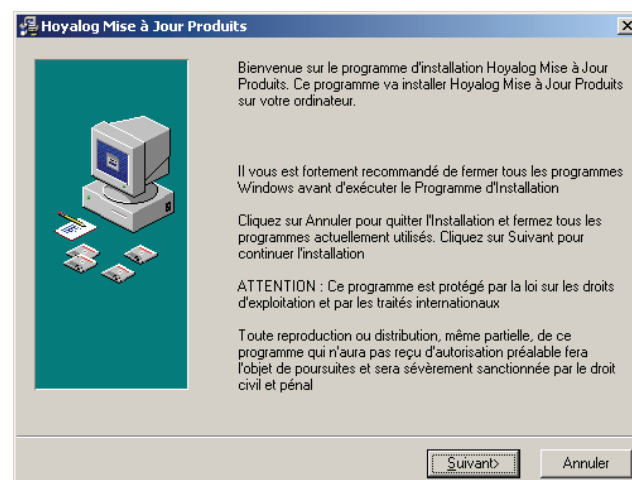 Hoyalog Mise à Jour Produits
Bienvenue sur le programme d'installation Hoyalog Mise à Jour
Produits. Ce programme va installer Hoyalog Mise à Jour Produits
sur votre ordinateur.
Il vous est fortement recommandé de fermer tous les programmes
Windows avant d'exécuter le Programme d'Installation
Cliquez sur Annuler pour quitter l'Installation et fermez tous les
programmes actuellement utilisés. Cliquez sur Suivant pour
continuer l'installation
ATTENTION : Ce programme est protégé par la loi sur les droits
d'exploitation et par les traités internationaux
Toute reproduction ou distribution, même partielle, de ce
programme qui n'aura pas reçu d'autorisation préalable fera
l'objet de poursuites et sera sévèrement sanctionnée par le droit
civil et pénal
Suivant>
Annuler